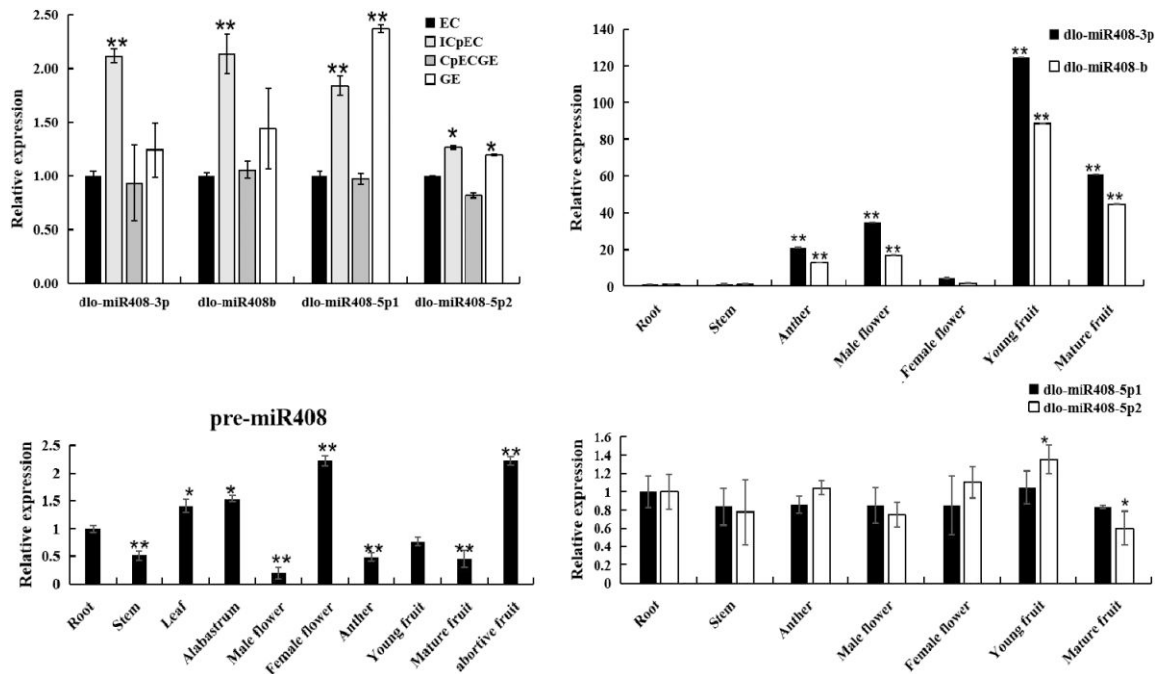 2.50
2.00
1.50
1.00
0.50
0.00
Relative expression
EC
ICpEC
CpECGE
GE
**
**
**
**
*
*
dlo-miR408-3p
dlo-miR408b
dlo-miR408-5p1
dlo-miR408-5p2
140
120
100
80
60
40
20
0
Relative expression
dlo-miR408-3p
dlo-miR408-b
**
**
**
**
**
**
**
**
Root
Stem
Anther
Male flower
Female flower
Young fruit
Mature fruit
pre-miR408
2.5
2
1.5
1
0.5
0
Relative expression
**
*
*
**
**
**
**
**
Root
Stem
Leaf
Alabastrum
Male flower
Female flower
Anther
Young fruit
Mature fruit
abortive fruit
dlo-miR408-5p1
dlo-miR408-5p2
1.6
1.4
1.2
1
0.8
0.6
0.4
0.2
0
Relative expression
*
*
Root
Stem
Anther
Male flower
Female flower
Young fruit
Mature fruit